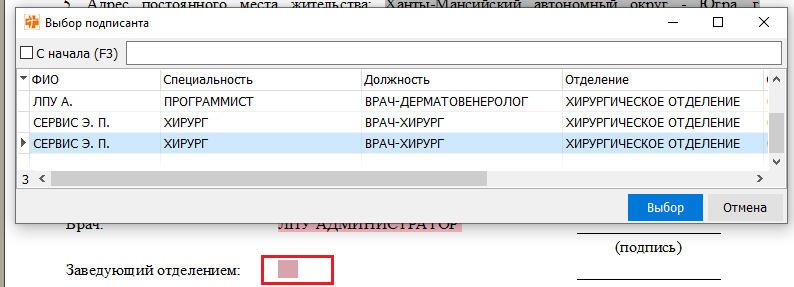 5. Адрес постоянного места жительства: Ханты-Мансийский автономный округ - Югра г
Выбор подписанта
С начала (F3)
ФИО Специальность Должность Отделение
ЛПУ А. ПРОГРАММИСТ ВРАЧ-ДЕРМАТОВЕНЕРОЛОГ ХИРУРГИЧЕСКОЕ ОТДЕЛЕНИЕ
СЕРВИС Э. П. ХИРУРГ ВРАЧ-ХИРУРГ ХИРУРГИЧЕСКОЕ ОТДЕЛЕНИЕ
СЕРВИС Э. П. ХИРУРГ ВРАЧ-ХИРУРГ ХИРУРГИЧЕСКОЕ ОТДЕЛЕНИЕ
3
Выбор Отмена
Врач: ЛПУ АДМИНИСТРАТОР
(подпись)
Заведующий отделением: